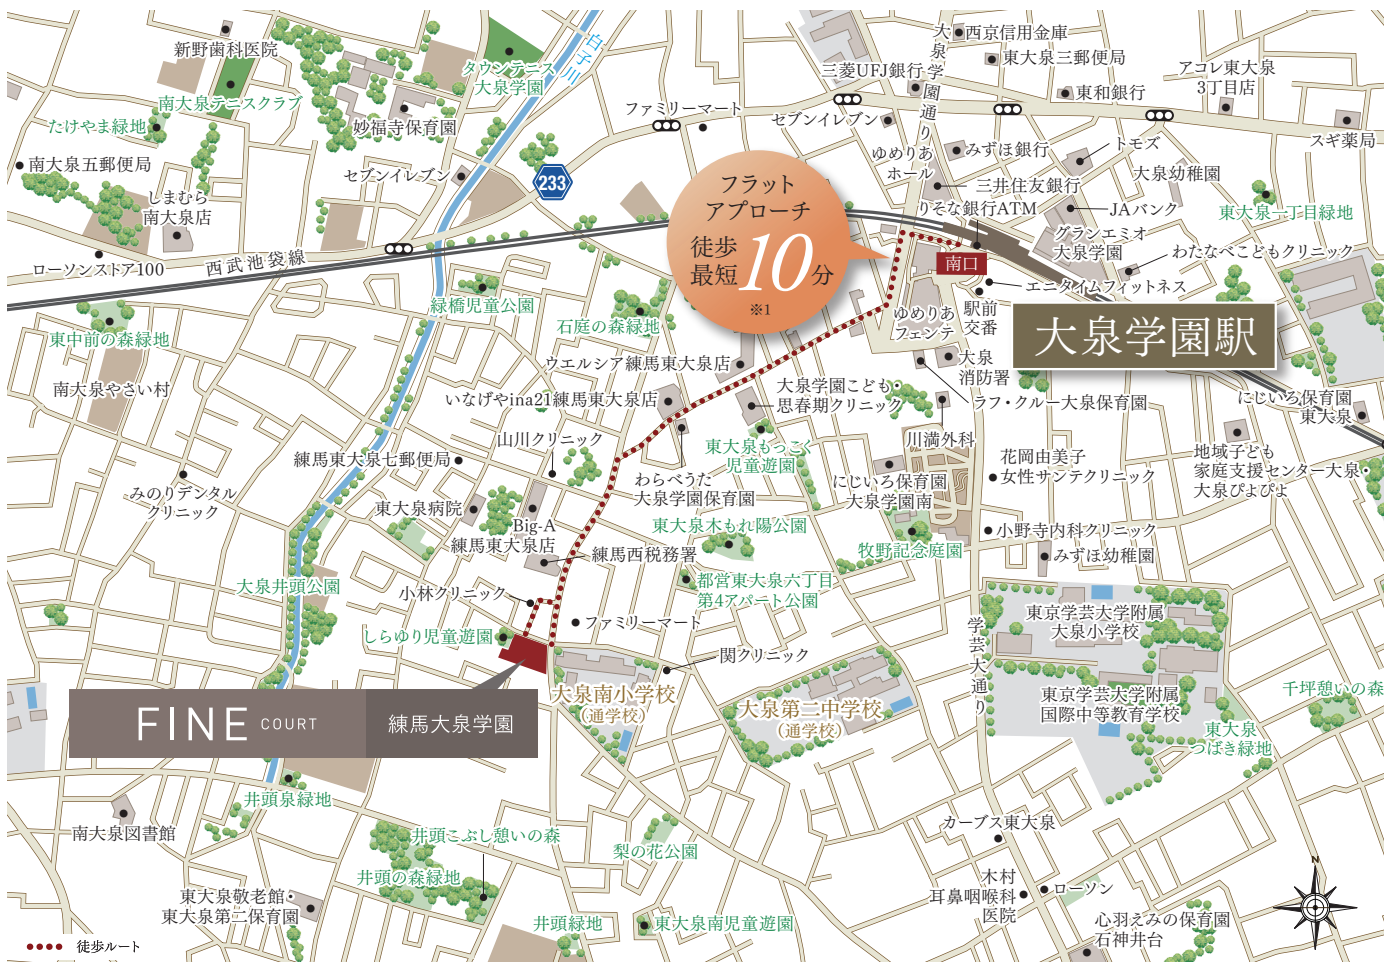 新野歯科医院
南大泉テニスクラブ
たけやま緑地
南大泉五郵便局
しまむら
南大泉店
ローソンストア100
西武池袋線
東中前の森緑地
南大泉やさい村
妙福寺保育園
タウンテニス
大泉学園
白子川
セブンイレブン
233
ファミリーマート
三菱UFJ銀行
セブンイレブン
大泉学園通り
西京信用金庫
東大泉三郵便局
東和銀行
アコレ東大泉
3丁目店
スギ薬局
ゆめりあ
ホール
みずほ銀行
トモズ
大泉幼稚園
三井住友銀行
りそな銀行ATM
JAバンク
東大泉一丁目緑地
グランエミオ
大泉学園
わたなべこどもクリニック
フラット
アプローチ
徒歩
最短10分
※1
南口
エニタイムフィットネス
駅前
交番
ゆめりあ
フェンテ
大泉学園駅
緑橋児童公園
石庭の森緑地
ウエルシア練馬東大泉店
いなげやina21練馬東大泉店
大泉学園こども・
思春期クリニック
大泉
消防署
ラフ・クルー大泉保育園
にじいろ保育園
東大泉
山川クリニック
練馬東大泉七郵便局
みのりデンタル
クリニック
東大泉病院
Big-A
練馬東大泉店
わらべうた
大泉学園保育園
東大泉もっこく
児童遊園
川満外科
にじいろ保育園
大泉学園南
花岡由美子
女性サンテクリニック
地域子ども
家庭支援センター大泉・
大泉ぴよぴよ
東大泉木もれ陽公園
牧野記念庭園
小野寺内科クリニック
みずほ幼稚園
練馬西税務署
都営東大泉六丁目
第4アパート公園
大泉井頭公園
小林クリニック
しらゆり児童遊園
ファミリーマート
関クリニック
学芸大通り
東京学芸大学附属
大泉小学校
東京学芸大学附属
国際中等教育学校
千坪憩いの森
東大泉
つばき緑地
大泉南小学校
（通学校）
大泉第二中学校
（通学校）
FINE COURT
練馬大泉学園
井頭泉緑地
南大泉図書館
井頭こぶし憩いの森
井頭の森緑地
梨の花公園
カーブス東大泉
木村
耳鼻咽喉科
医院
ローソン
東大泉敬老館・
東大泉第二保育園
井頭緑地
東大泉南児童遊園
心羽えみの保育園
石神井台
N
徒歩ルート